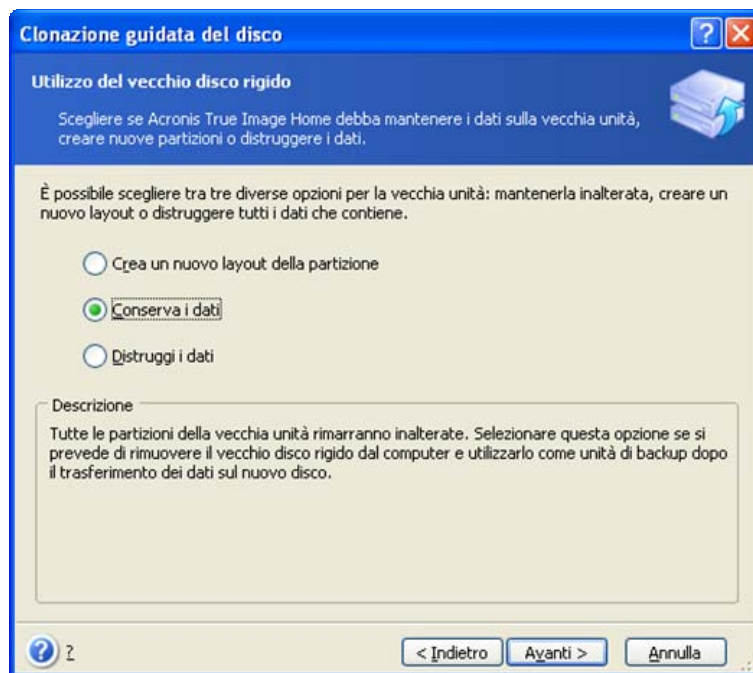 Clonazione guidata del disco
?
Utilizzo del vecchio disco rigido
Scegliere se Acronis True Image Home debba mantenere i dati sulla vecchia unità,
creare nuove partizioni o distruggere i dati.
È possibile scegliere tra tre diverse opzioni per la vecchia unità: mantenerla inalterata, creare un
nuovo layout o distruggere tutti i dati che contiene.
Crea un nuovo layout della partizione
Conserva i dati
Distruggi i dati
Descrizione
Tutte le partizioni della vecchia unità rimarranno inalterate. Selezionare questa opzione se si
prevede di rimuovere il vecchio disco rigido dal computer e utilizzarlo come unità di backup dopo
il trasferimento dei dati sul nuovo disco.
? ? < Indietro Avanti > Annulla